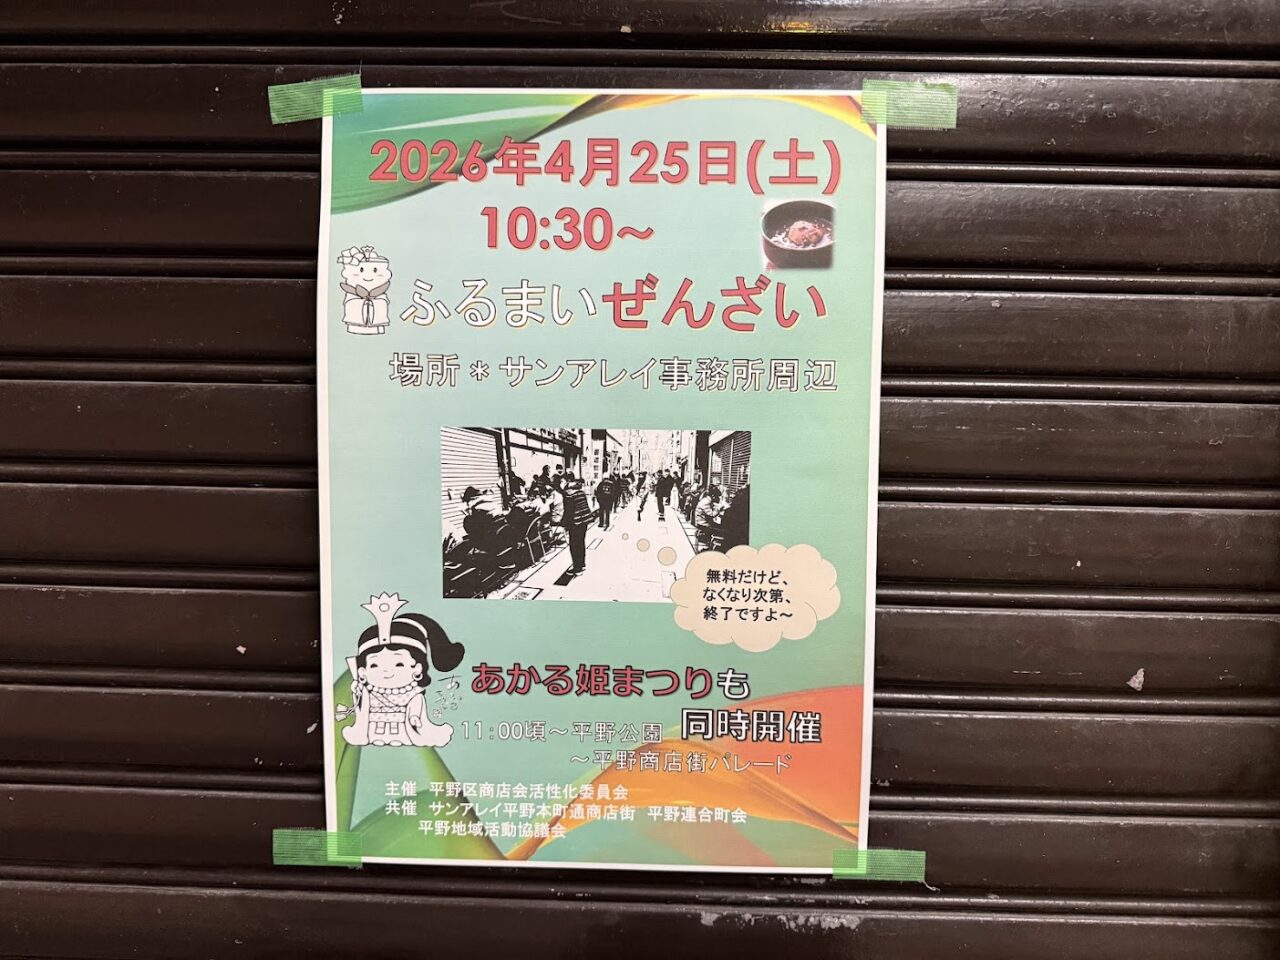 2026年4月25日(土)
10:30～
ふるまいぜんざい
場所＊サンアレイ事務所周辺
無料だけど、
なくなり次第、
終了ですよ～
あかる姫まつりも
同時開催
11:00頃～平野公園
～平野商店街パレード
主催 平野区商店会活性化委員会
共催 サンアレイ平野本町通商店街 平野連合町会
平野地域活動協議会